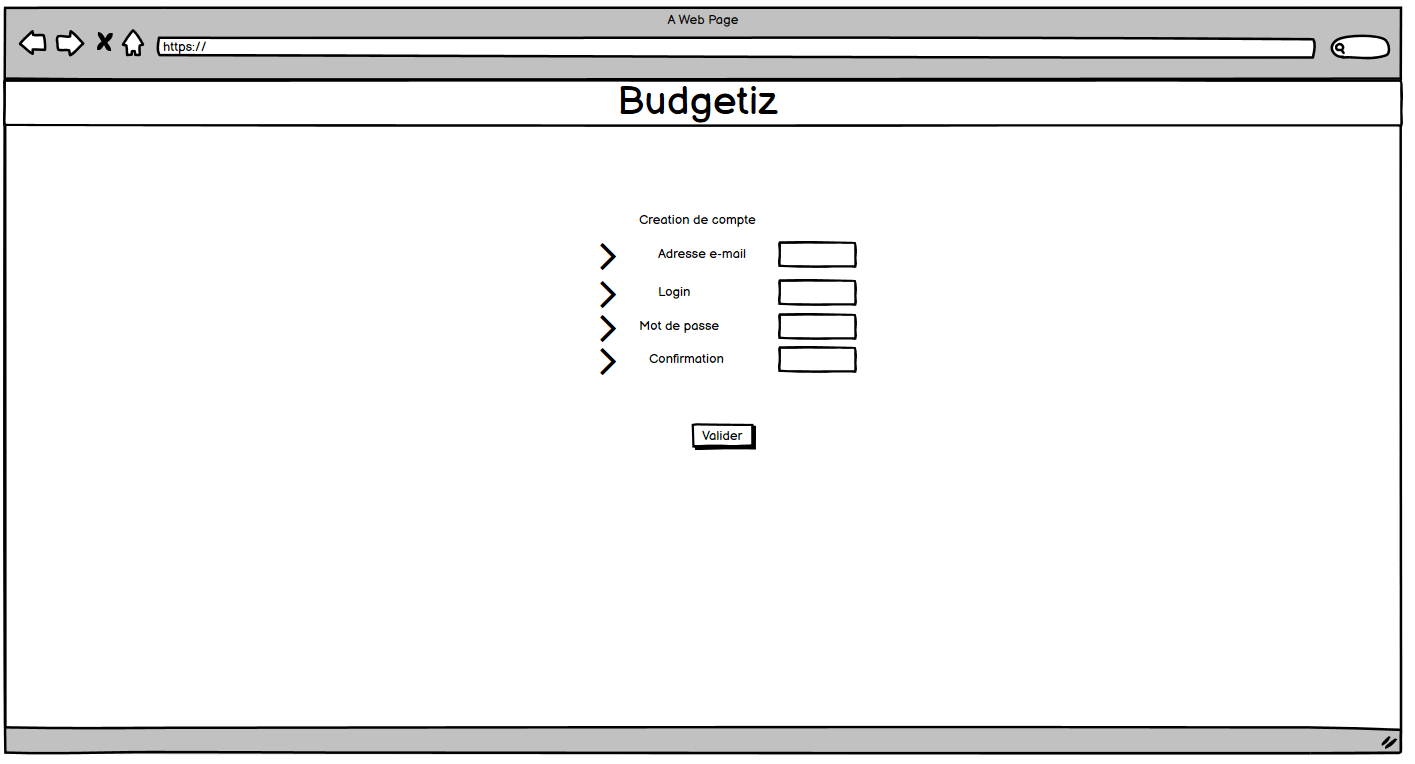 A Web Page
https://
Budgetiz
Creation de compte
Adresse e-mail
Login
Mot de passe
Confirmation
Valider